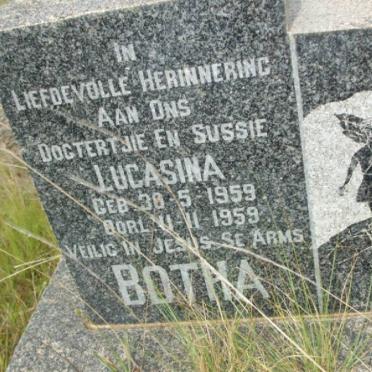 IN
LIEFDEVOLLE HERINNERING
AAN ONS
DOGTERTJIE EN SUSSIE
LUCASINA
GEB. 30-5-1959
OORL. 11-11 1959
VEILIG IN JESUS SE ARMS
BOTHA